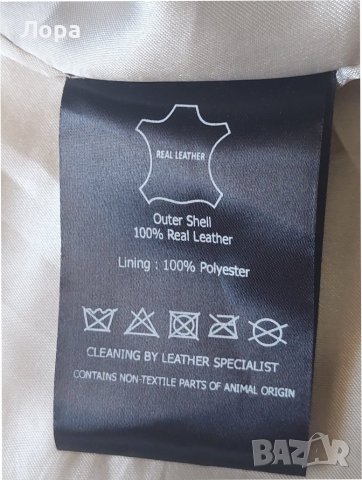 Лора
REAL LEATHER
Outer Shell
100% Real Leather
Lining : 100% Polyester
CLEANING BY LEATHER SPECIALIST
CONTAINS NON-TEXTILE PARTS OF ANIMAL ORIGIN
BAZAR